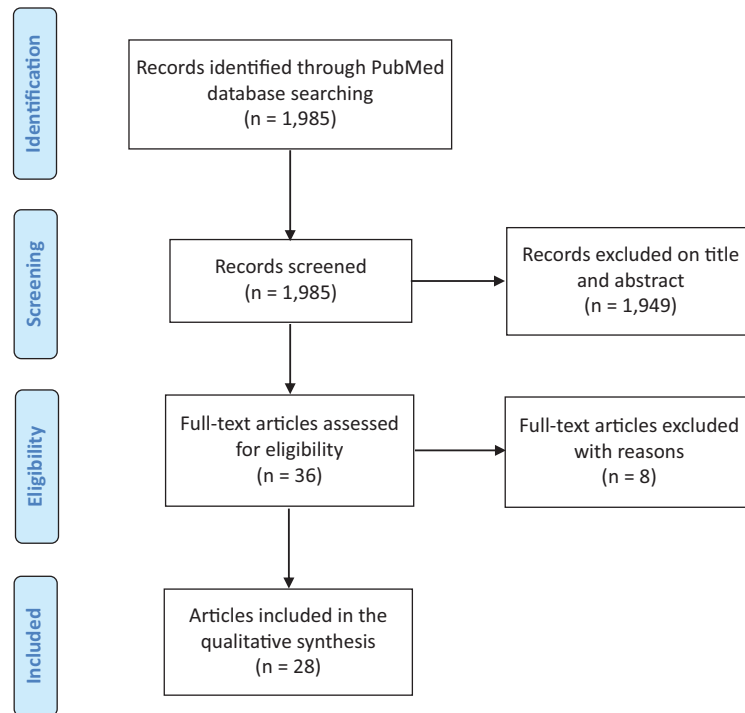 Identification
Records identified through PubMed
database searching
(n = 1,985)
Screening
Records screened
(n = 1,985)
Records excluded on title
and abstract
(n = 1,949)
Eligibility
Full-text articles assessed
for eligibility
(n = 36)
Full-text articles excluded
with reasons
(n = 8)
Included
Articles included in the
qualitative synthesis
(n = 28)